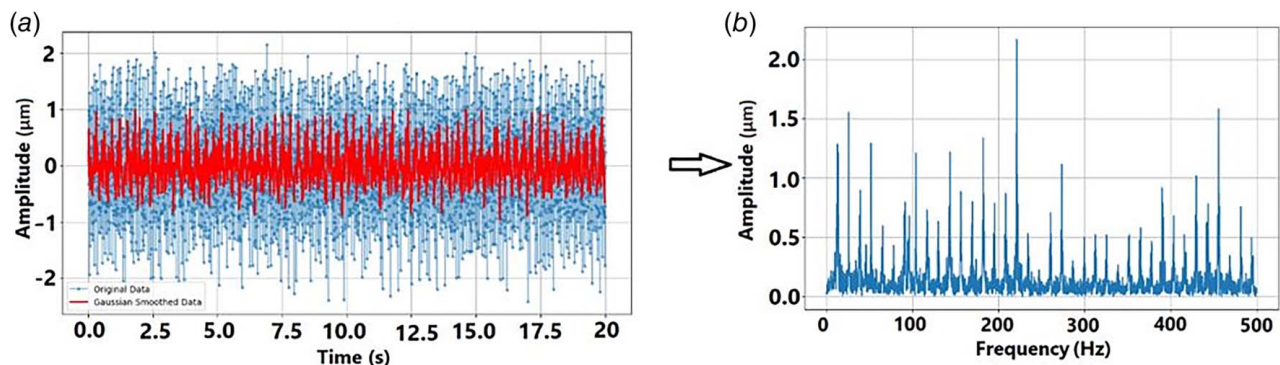 (a)
Amplitude (μm)
2
1
0
-1
-2
Original Data
Gaussian Smoothed Data
0.0 2.5 5.0 7.5 10.0 12.5 15.0 17.5 20
Time (s)
(b)
Amplitude (μm)
2.0
1.5
1.0
0.5
0.0
0 100 200 300 400 500
Frequency (Hz)